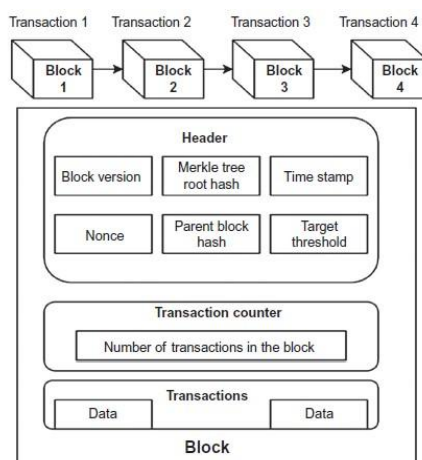 Transaction 1 Transaction 2 Transaction 3 Transaction 4
Block
1
Block
2
Block
3
Block
4
Header
Block version
Merkle tree
root hash
Time stamp
Nonce
Parent block
hash
Target
threshold
Transaction counter
Number of transactions in the block
Transactions
Data
Data
Block